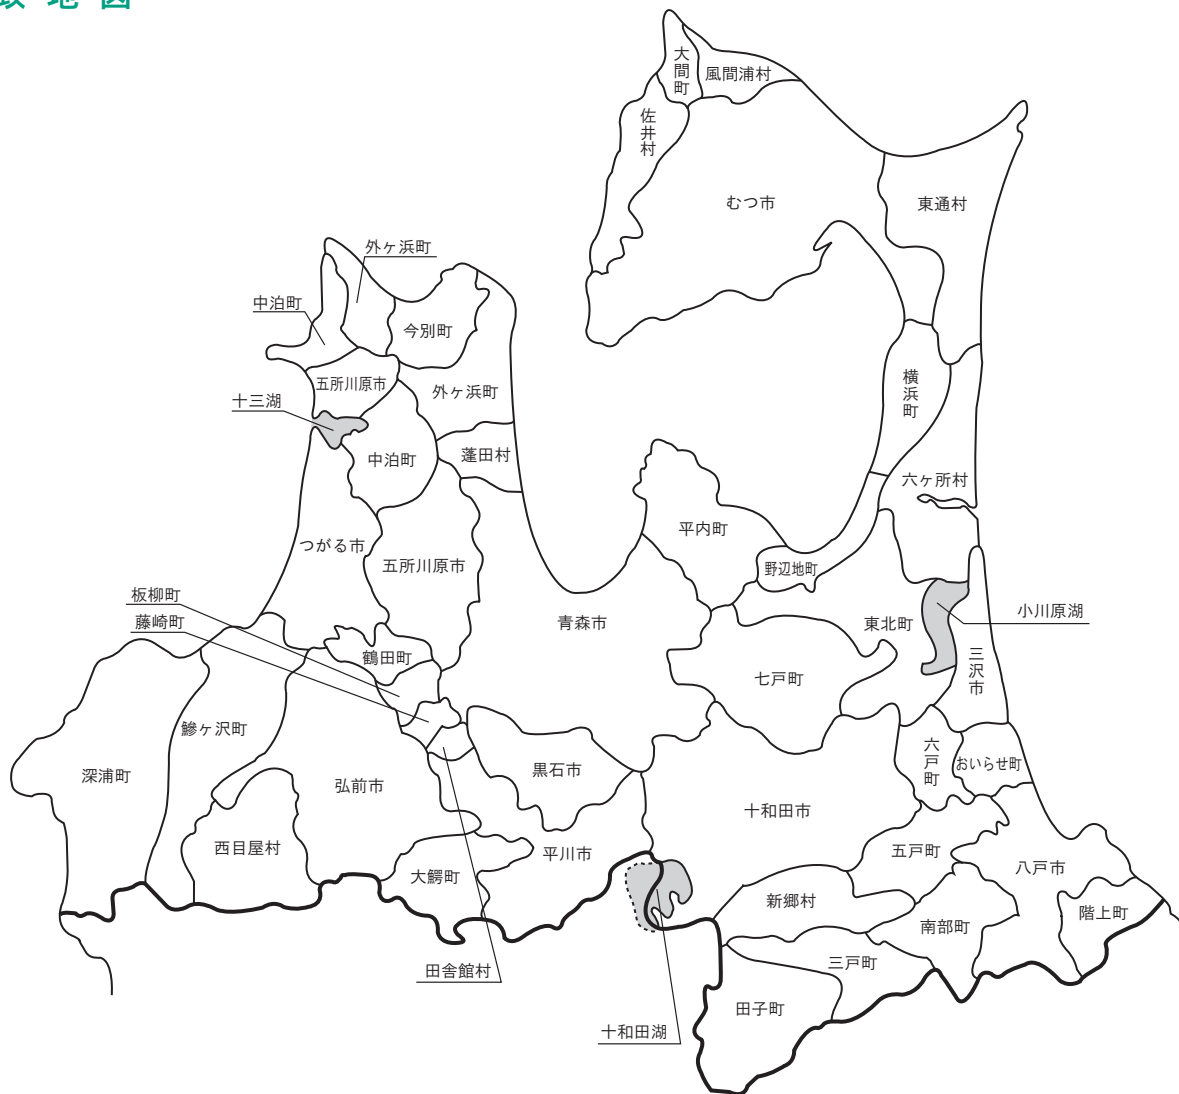 地図
大間町
風間浦村
佐井村
むつ市
東通村
外ヶ浜町
中泊町
今別町
五所川原市
外ヶ浜町
十三湖
横浜町
中泊町
蓬田村
六ヶ所村
つがる市
平内町
五所川原市
野辺地町
板柳町
藤崎町
青森市
東北町
小川原湖
鶴田町
七戸町
三沢市
鰺ヶ沢町
深浦町
弘前市
黒石市
六戸町
おいらせ町
十和田市
西目屋村
大鰐町
平川市
五戸町
八戸市
新郷村
南部町
階上町
田舎館村
三戸町
田子町
十和田湖